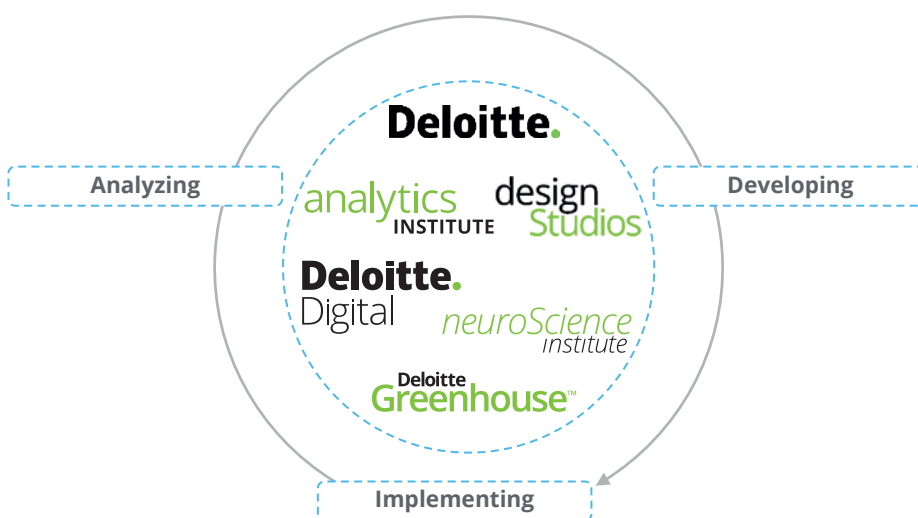 Deloitte.
Analyzing
Developing
analytics
INSTITUTE
design
Studios
Deloitte.
Digital
neuroScience
institute
Deloitte
Greenhouse™
Implementing